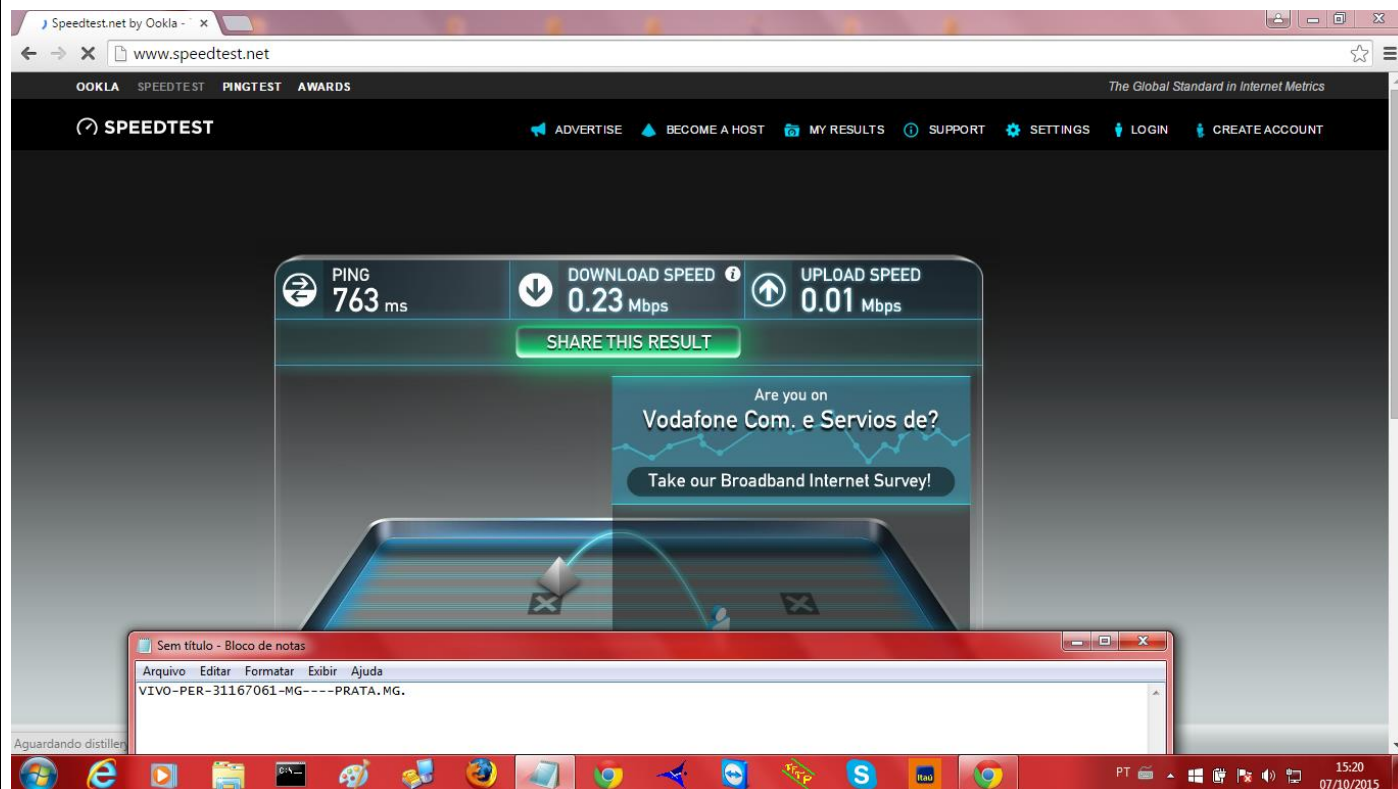 Speedtest.net by Ookla -
www.speedtest.net
OOKLA SPEEDTEST PINGTEST AWARDS
The Global Standard in Internet Metrics
SPEEDTEST
ADVERTISE BECOME A HOST MY RESULTS SUPPORT SETTINGS LOGIN CREATE ACCOUNT
PING DOWNLOAD SPEED UPLOAD SPEED
763 ms 0.23 Mbps 0.01 Mbps
SHARE THIS RESULT
Are you on
Vodafone Com. e Servios de?
Take our Broadband Internet Survey!
Sem título - Bloco de notas
Arquivo Editar Formatar Exibir Ajuda
VIVO-PER-31167061-MG----PRATA.MG.
Aguardando distillery
C:\
TFTP
S
Itaú
PT
15:20
07/10/2015